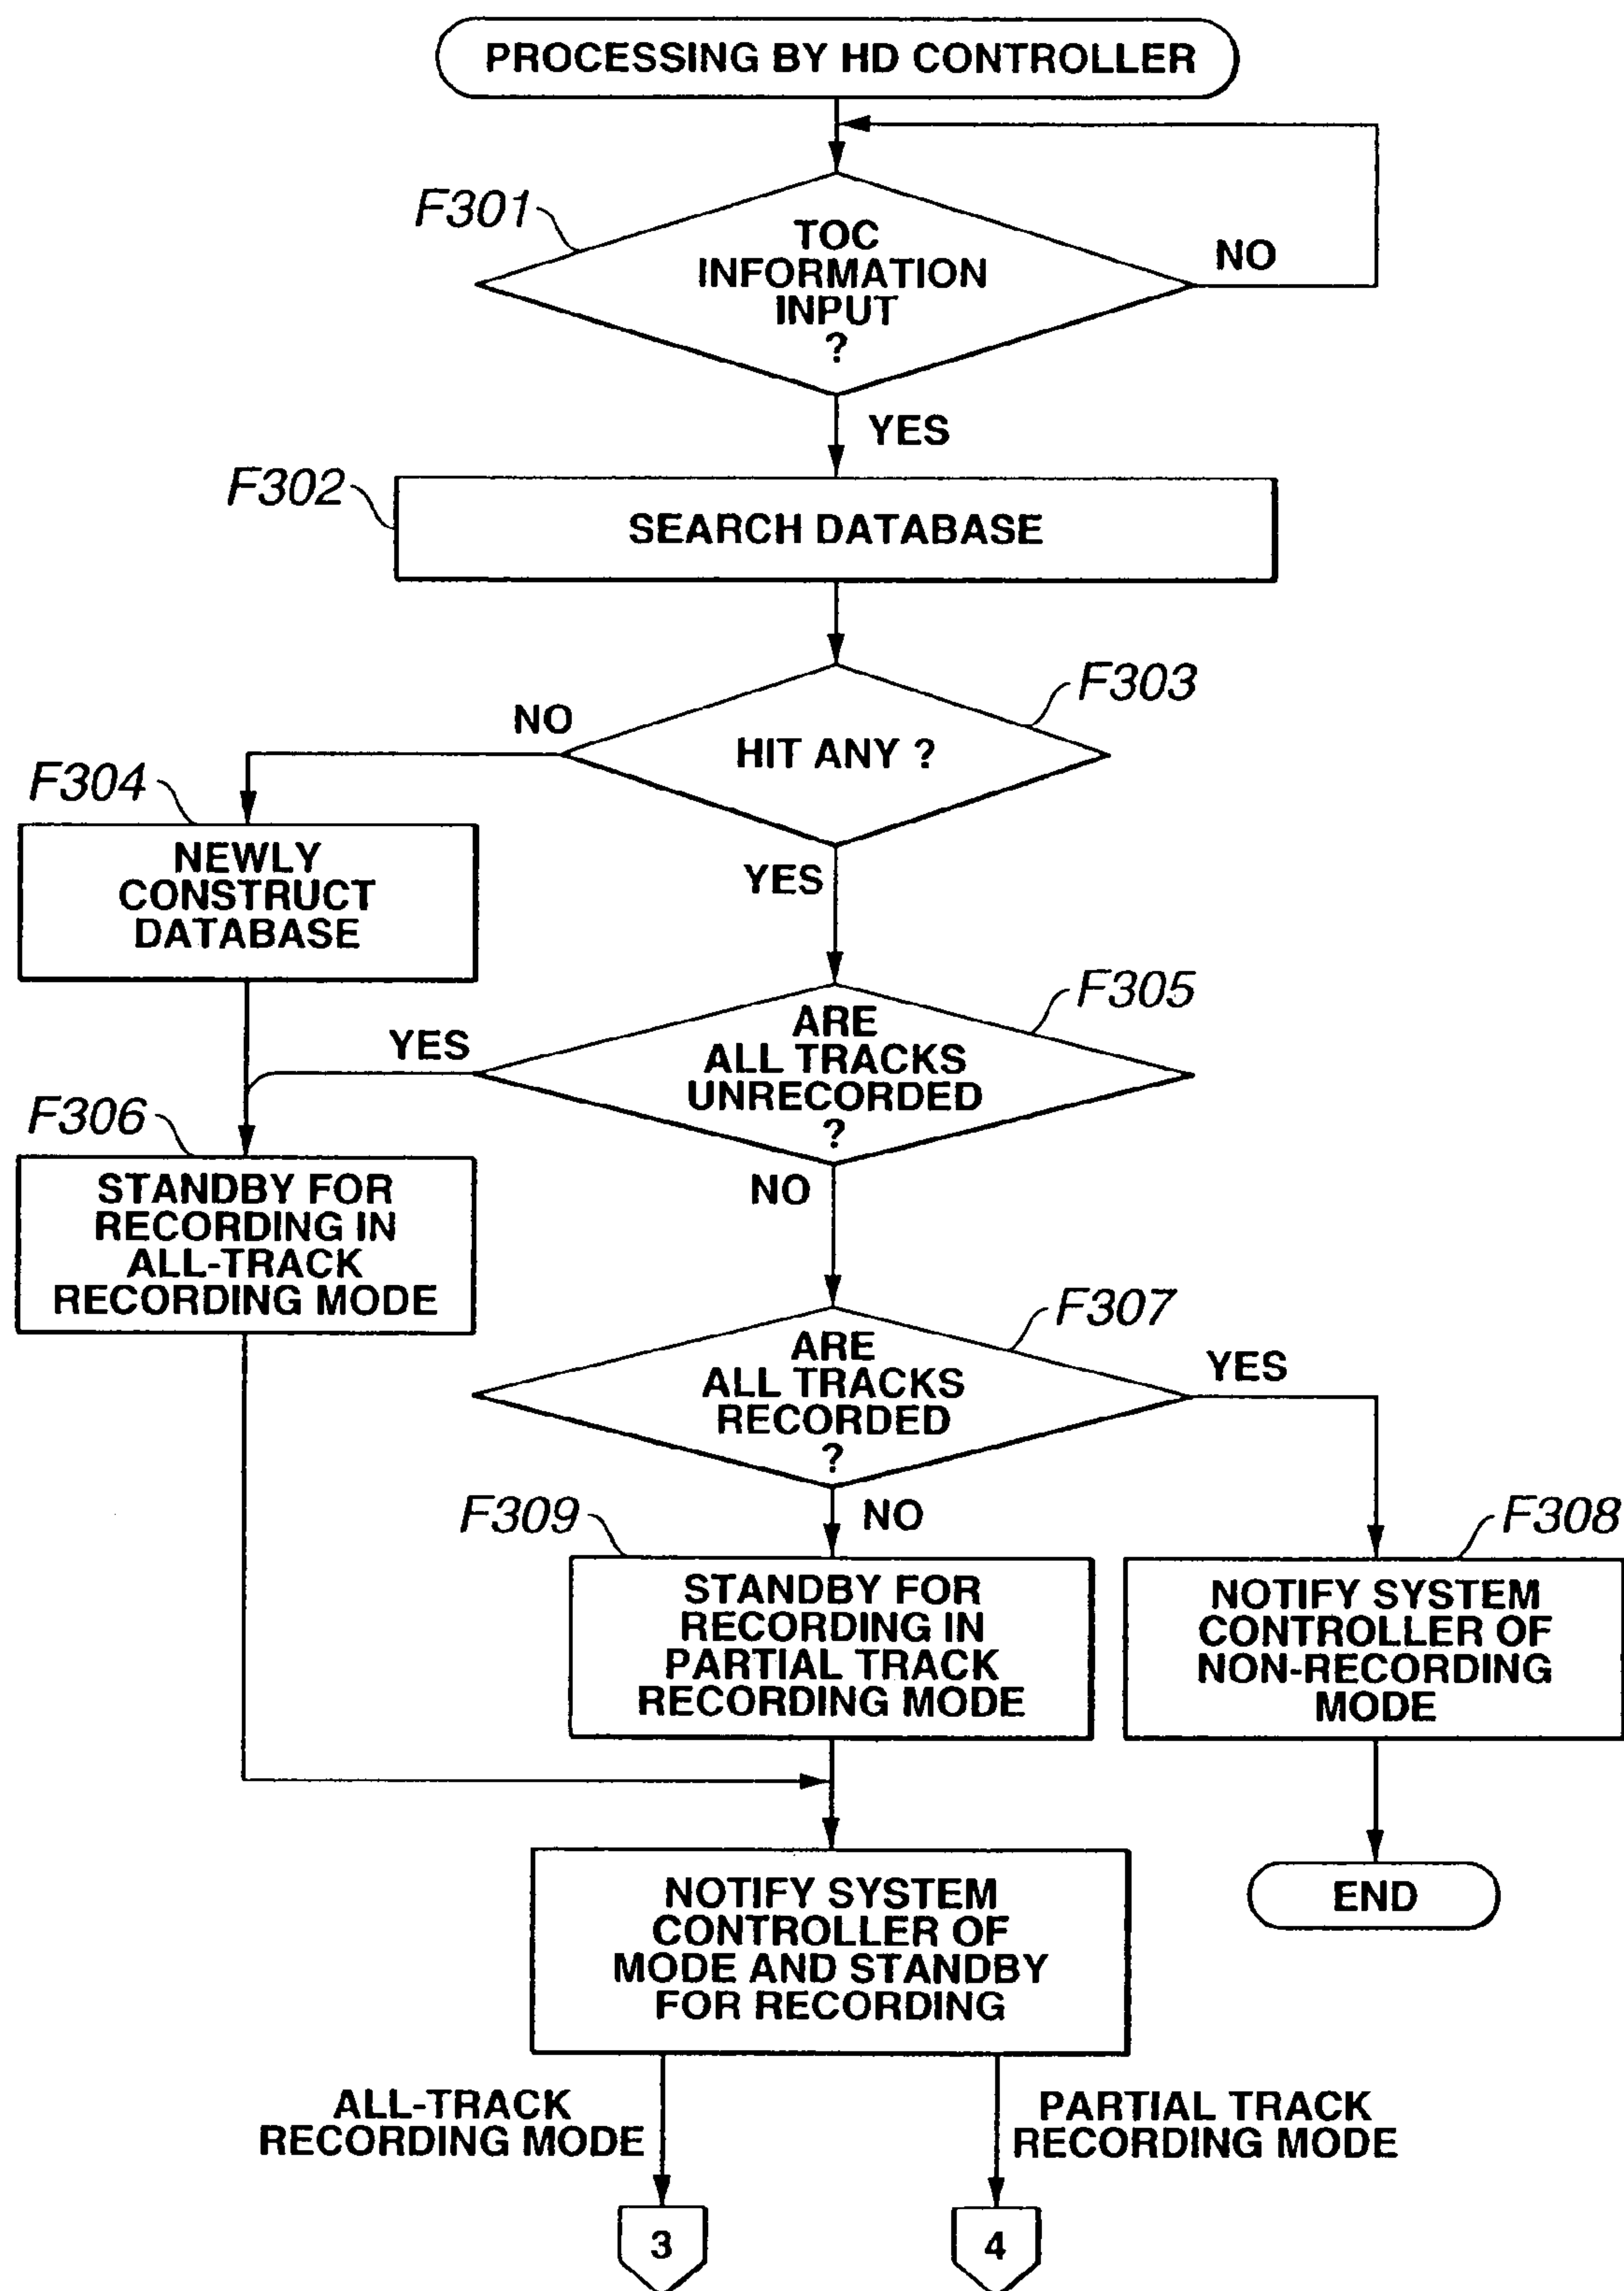 PROCESSING BY HD CONTROLLER
F301
TOC
INFORMATION
INPUT
?
NO
YES
F302
SEARCH DATABASE
F303
NO
HIT ANY ?
F304
NEWLY
CONSTRUCT
DATABASE
YES
F305
ARE
ALL TRACKS
UNRECORDED
?
YES
F306
STANDBY FOR
RECORDING IN
ALL-TRACK
RECORDING MODE
NO
F307
ARE
ALL TRACKS
RECORDED
?
YES
F309
NO
F308
STANDBY FOR
RECORDING IN
PARTIAL TRACK
RECORDING MODE
NOTIFY SYSTEM
CONTROLLER OF
NON-RECORDING
MODE
NOTIFY SYSTEM
CONTROLLER OF
MODE AND STANDBY
FOR RECORDING
END
ALL-TRACK
RECORDING MODE
PARTIAL TRACK
RECORDING MODE
3
4